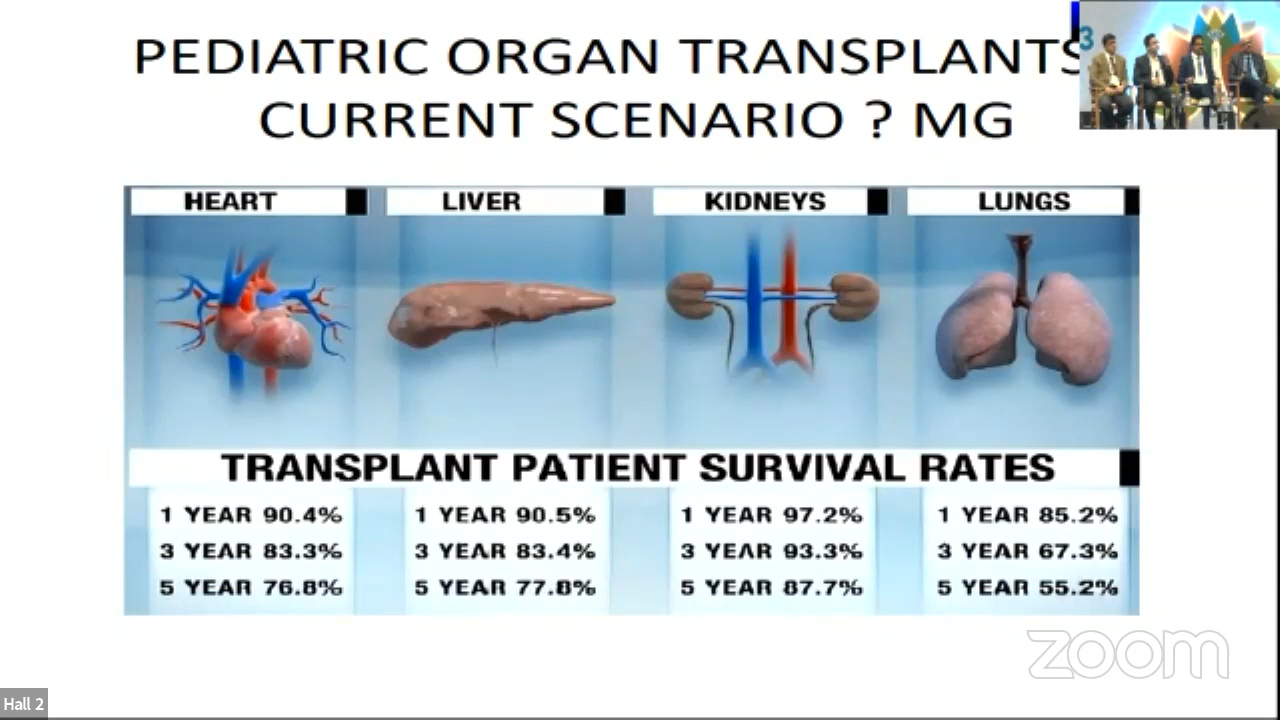 PEDIATRIC ORGAN TRANSPLANTS
CURRENT SCENARIO ? MG
3
HEART
LIVER
KIDNEYS
LUNGS
TRANSPLANT PATIENT SURVIVAL RATES
1 YEAR 90.4%
3 YEAR 83.3%
5 YEAR 76.8%
1 YEAR 90.5%
3 YEAR 83.4%
5 YEAR 77.8%
1 YEAR 97.2%
3 YEAR 93.3%
5 YEAR 87.7%
1 YEAR 85.2%
3 YEAR 67.3%
5 YEAR 55.2%
zoom
Hall 2